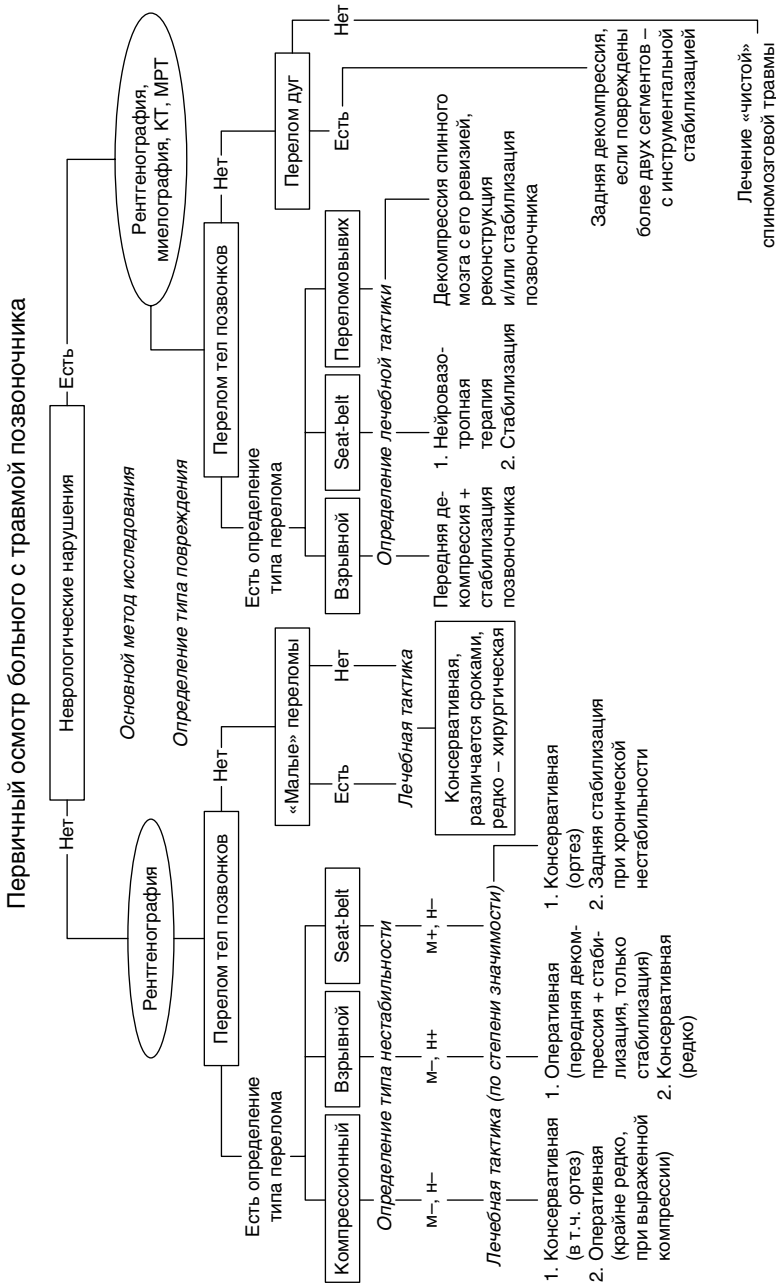 Первичный осмотр больного с травмой позвоночника
Нет
Неврологические нарушения
Есть
Рентгенография
Основной метод исследования
Рентгенография,
миелография, КТ, МРТ
Определение типа повреждения
Перелом тел позвонков
Нет
Есть определение
типа перелома
«Малые» переломы
Компрессионный
Взрывной
Seat-belt
Есть
Нет
Определение типа нестабильности
Лечебная тактика
м–, н–
м–, н+
м+, н–
Консервативная,
различается сроками,
редко – хирургическая
Лечебная тактика (по степени значимости)
1. Консервативная
(в т.ч. ортез)
2. Оперативная
(крайне редко,
при выраженной
компрессии)
1. Оперативная
(передняя деком-
прессия + стаби-
лизация, только
стабилизация)
2. Консервативная
(редко)
1. Консервативная
(ортез)
2. Задняя стабилизация
при хронической
нестабильности
Перелом тел позвонков
Нет
Есть определение
типа перелома
Перелом дуг
Взрывной
Seat-belt
Переломовывих
Есть
Нет
Определение лечебной тактики
Передняя де-
компрессия +
стабилизация
позвоночника
1. Нейровазо-
тропная
терапия
2. Стабилизация
Декомпрессия спинного
мозга с его ревизией,
реконструкция
и/или стабилизация
позвоночника
Задняя декомпрессия,
если повреждены
более двух сегментов –
с инструментальной
стабилизацией
Лечение «чистой»
спиномозговой травмы